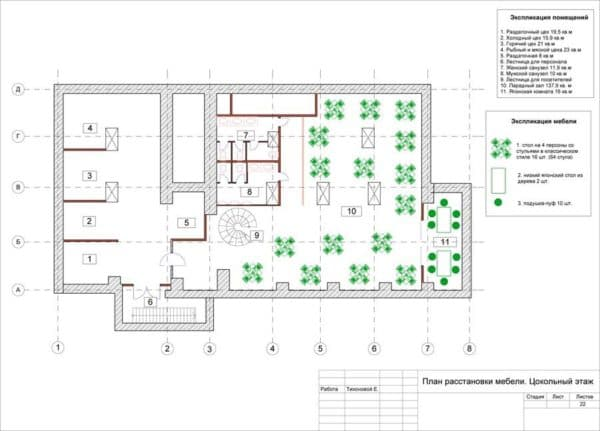 Экспликация помещений
1. Раздаточный цех 19,5 кв.м
2. Холодный цех 15,9 кв.м
3. Горячий цех 21 кв.м
4. Рыбный и мясной цеха 23 кв.м
5. Раздаточная 8 кв.м
6. Лестница для персонала
7. Женский санузел 11,9 кв.м
8. Мужской санузел 10 кв.м
9. Лестница для посетителей
10. Парадный зал 137,9 кв. м
11. Японская комната 16 кв.м
Экспликация мебели
1. стол на 4 персоны со
стульями в классическом
стиле 16 шт. (64 стула)
2. низкий японский стол из
дерева 2 шт.
3. подушка-пуф 10 шт.
Д
Г
В
Б
А
4
3
2
1
5
6
7
8
9
10
11
1
2
3
4
5
6
7
8
План расстановки мебели. Цокольный этаж
Работа Тихоновой Е.
Стадия Лист Листов
22